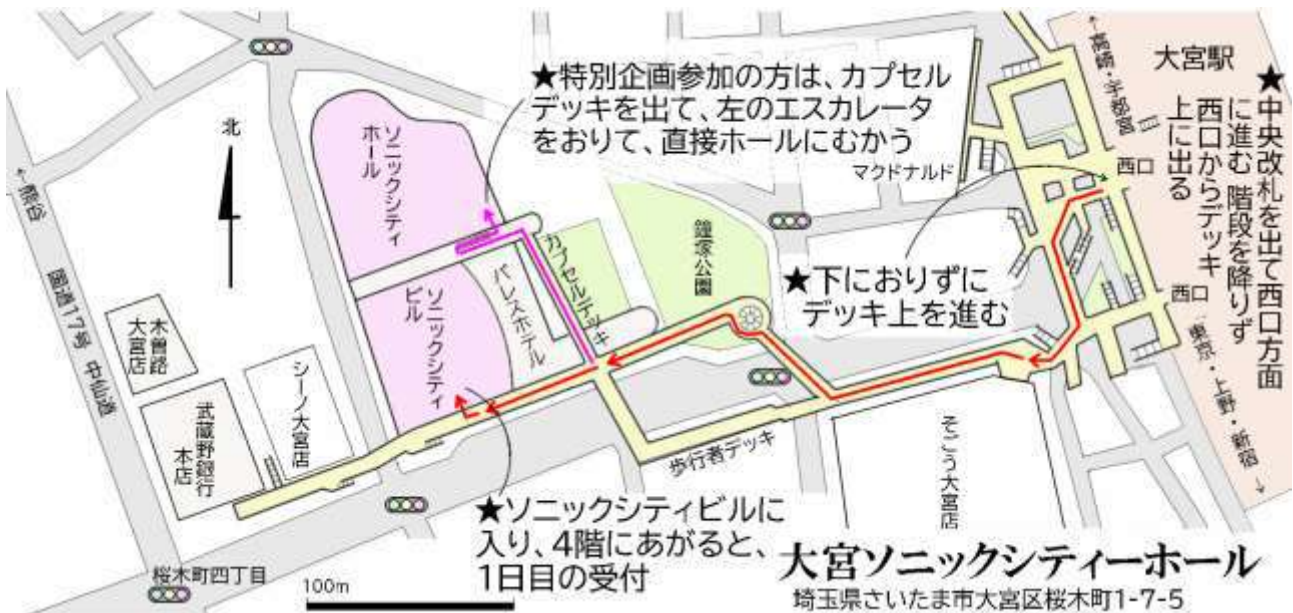 ★特別企画参加の方は、カプセル
デッキを出て、左のエスカレータ
をおりて、直接ホールにむかう
北
↑熊谷
国道17号 中仙道
ソニックシティ
ホール
ソニックシティ
ビル
パレスホテル
カプセルデッキ
鐘塚公園
マクドナルド
←高崎・宇都宮
大宮駅
★中央改札を出て西口方面
に進む 階段を降りず
西口からデッキ
上に出る
西口
西口
東京・上野・新宿→
★下におりずに
デッキ上を進む
木曽路
大宮店
シーノ大宮店
武蔵野銀行
本店
歩行者デッキ
そごう大宮店
★ソニックシティビルに
入り、4階にあがると、
1日目の受付
桜木町四丁目
100m
大宮ソニックシティーホール
埼玉県さいたま市大宮区桜木町1-7-5